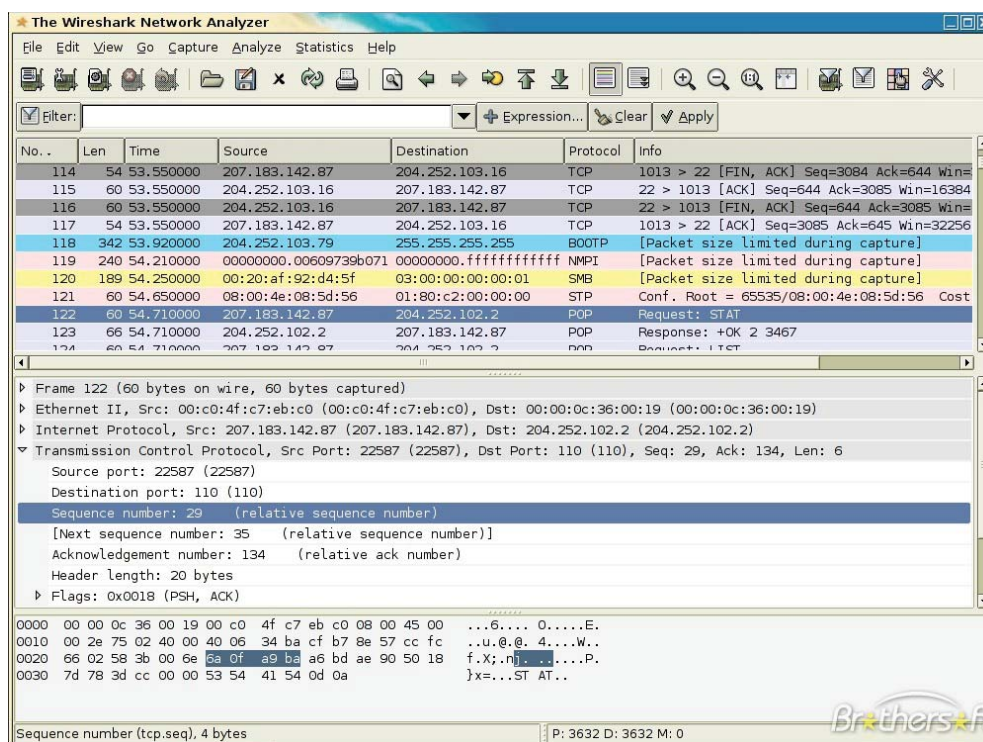 The Wireshark Network Analyzer
File Edit View Go Capture Analyze Statistics Help
Filter: Expression... Clear Apply
No.. Len Time Source Destination Protocol Info
114 54 53.550000 207.183.142.87 204.252.103.16 TCP 1013 > 22 [FIN, ACK] Seq=3084 Ack=644 Win=
115 60 53.550000 204.252.103.16 207.183.142.87 TCP 22 > 1013 [ACK] Seq=644 Ack=3085 Win=16384
116 60 53.550000 204.252.103.16 207.183.142.87 TCP 22 > 1013 [FIN, ACK] Seq=644 Ack=3085 Win=
117 54 53.550000 207.183.142.87 204.252.103.16 TCP 1013 > 22 [ACK] Seq=3085 Ack=645 Win=32256
118 342 53.920000 204.252.103.79 255.255.255.255 BOOTP [Packet size limited during capture]
119 240 54.210000 00000000.00609739b071 00000000.ffffffffffff NMPI [Packet size limited during capture]
120 189 54.250000 00:20:af:92:d4:5f 03:00:00:00:00:01 SMB [Packet size limited during capture]
121 60 54.650000 08:00:4e:08:5d:56 01:80:c2:00:00:00 STP Conf. Root = 65535/08:00:4e:08:5d:56 Cost
122 60 54.710000 207.183.142.87 204.252.102.2 POP Request: STAT
123 66 54.710000 204.252.102.2 207.183.142.87 POP Response: +OK 2 3467
124 60 54.710000 207.183.142.87 204.252.102.2 POP Request: LIST
Frame 122 (60 bytes on wire, 60 bytes captured)
Ethernet II, Src: 00:c0:4f:c7:eb:c0 (00:c0:4f:c7:eb:c0), Dst: 00:00:0c:36:00:19 (00:00:0c:36:00:19)
Internet Protocol, Src: 207.183.142.87 (207.183.142.87), Dst: 204.252.102.2 (204.252.102.2)
Transmission Control Protocol, Src Port: 22587 (22587), Dst Port: 110 (110), Seq: 29, Ack: 134, Len: 6
Source port: 22587 (22587)
Destination port: 110 (110)
Sequence number: 29 (relative sequence number)
[Next sequence number: 35 (relative sequence number)]
Acknowledgement number: 134 (relative ack number)
Header length: 20 bytes
Flags: 0x0018 (PSH, ACK)
0000 00 00 0c 36 00 19 00 c0 4f c7 eb c0 08 00 45 00 ...6.... O.....E.
0010 00 2e 75 02 40 00 40 06 34 ba cf b7 8e 57 cc fc ..u.@.@. 4....W..
0020 66 02 58 3b 00 6e 6a 0f a9 ba a6 bd ae 90 50 18 f.X;.nj. ......P.
0030 7d 78 3d cc 00 00 53 54 41 54 0d 0a }x=...ST AT..
Sequence number (tcp.seq), 4 bytes P: 3632 D: 3632 M: 0